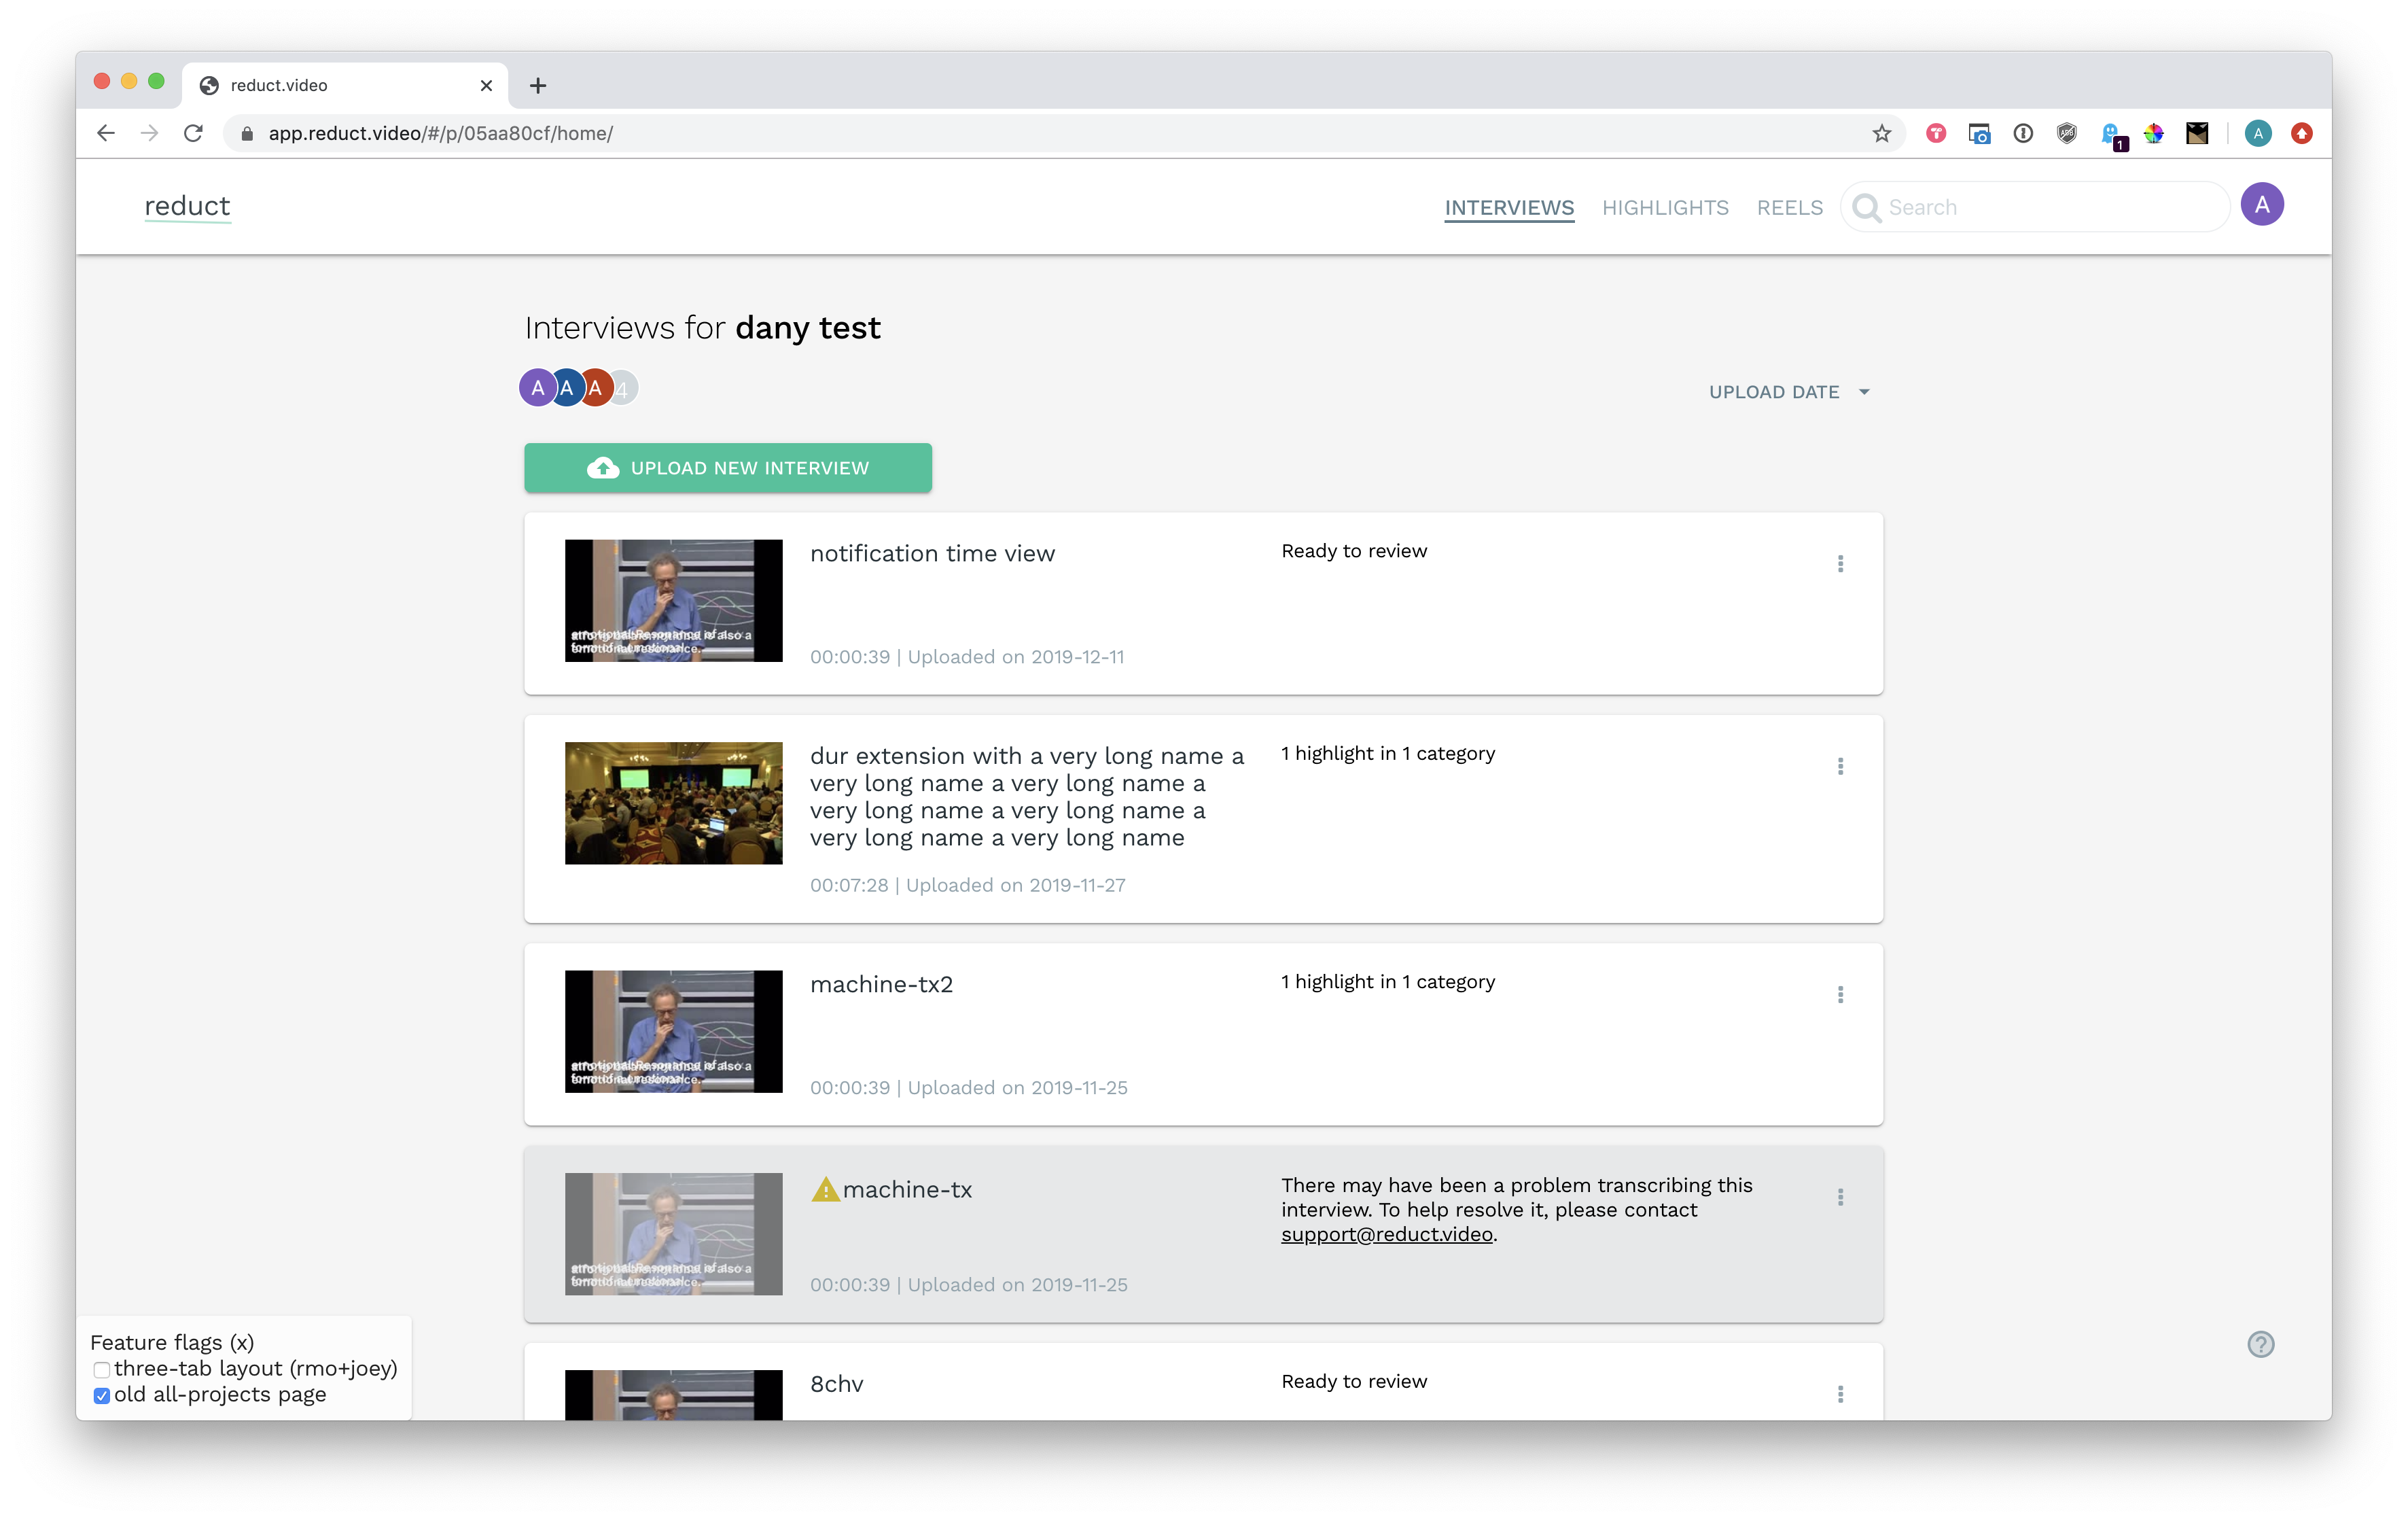 reduct.video
app.reduct.video/#/p/05aa80cf/home/
1
A
reduct
INTERVIEWS
HIGHLIGHTS
REELS
Search
A
Interviews for dany test
A A A 4
UPLOAD DATE
UPLOAD NEW INTERVIEW
notification time view
Ready to review
00:00:39 | Uploaded on 2019-12-11
dur extension with a very long name a
very long name a very long name a
very long name a very long name a
very long name a very long name
1 highlight in 1 category
00:07:28 | Uploaded on 2019-11-27
machine-tx2
1 highlight in 1 category
00:00:39 | Uploaded on 2019-11-25
machine-tx
There may have been a problem transcribing this
interview. To help resolve it, please contact
support@reduct.video.
00:00:39 | Uploaded on 2019-11-25
8chv
Ready to review
Feature flags (x)
three-tab layout (rmo+joey)
old all-projects page
?